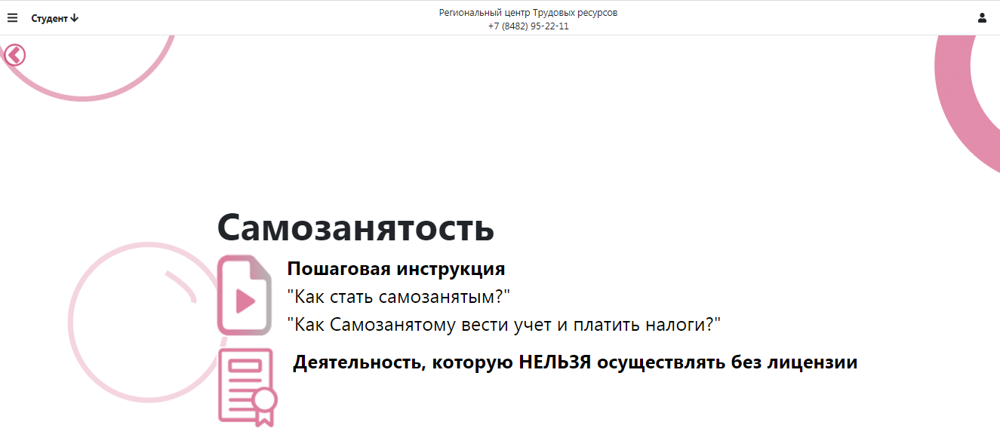 Студент
Региональный центр Трудовых ресурсов
+7 (8482) 95-22-11
Самозанятость
Пошаговая инструкция
"Как стать самозанятым?"
"Как Самозанятому вести учет и платить налоги?"
Деятельность, которую НЕЛЬЗЯ осуществлять без лицензии